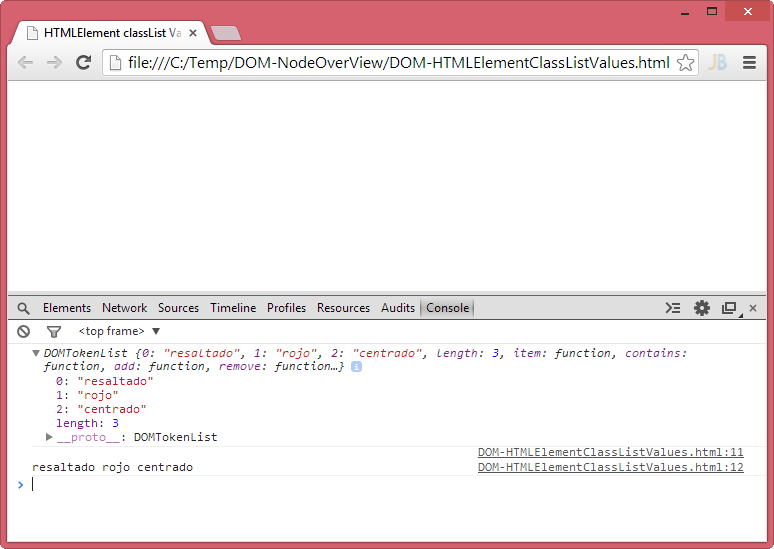 HTMLElement classList Va
file:///C:/Temp/DOM-NodeOverView/DOM-HTMLElementClassListValues.html
JB
Elements Network Sources Timeline Profiles Resources Audits Console
<top frame>
DOMTokenList {0: "resaltado", 1: "rojo", 2: "centrado", length: 3, item: function, contains:
function, add: function, remove: function…}
0: "resaltado"
1: "rojo"
2: "centrado"
length: 3
__proto__: DOMTokenList
DOM-HTMLElementClassListValues.html:11
resaltado rojo centrado DOM-HTMLElementClassListValues.html:12